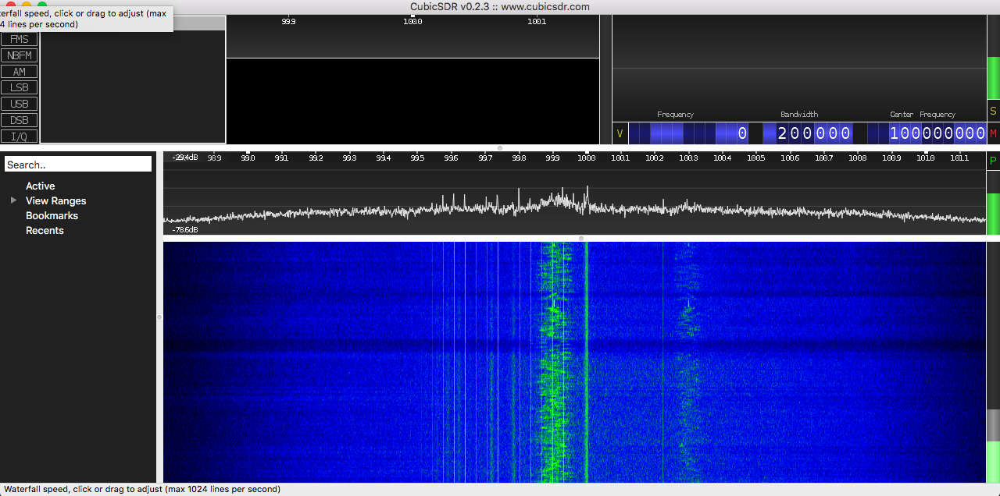 CubicSDR v0.2.3 :: www.cubicsdr.com
erfall speed, click or drag to adjust (max
4 lines per second)
99.9 100.0 100.1
FMS
NBFM
AM
LSB
USB
DSB
I/Q
Frequency Bandwidth Center Frequency
V 0 200000 100000000
S
M
P
Search..
Active
View Ranges
Bookmarks
Recents
-29.4dB 98.9 99.0 99.1 99.2 99.3 99.4 99.5 99.6 99.7 99.8 99.9 100.0 100.1 100.2 100.3 100.4 100.5 100.6 100.7 100.8 100.9 101.0 101.1
-78.6dB
Waterfall speed, click or drag to adjust (max 1024 lines per second)